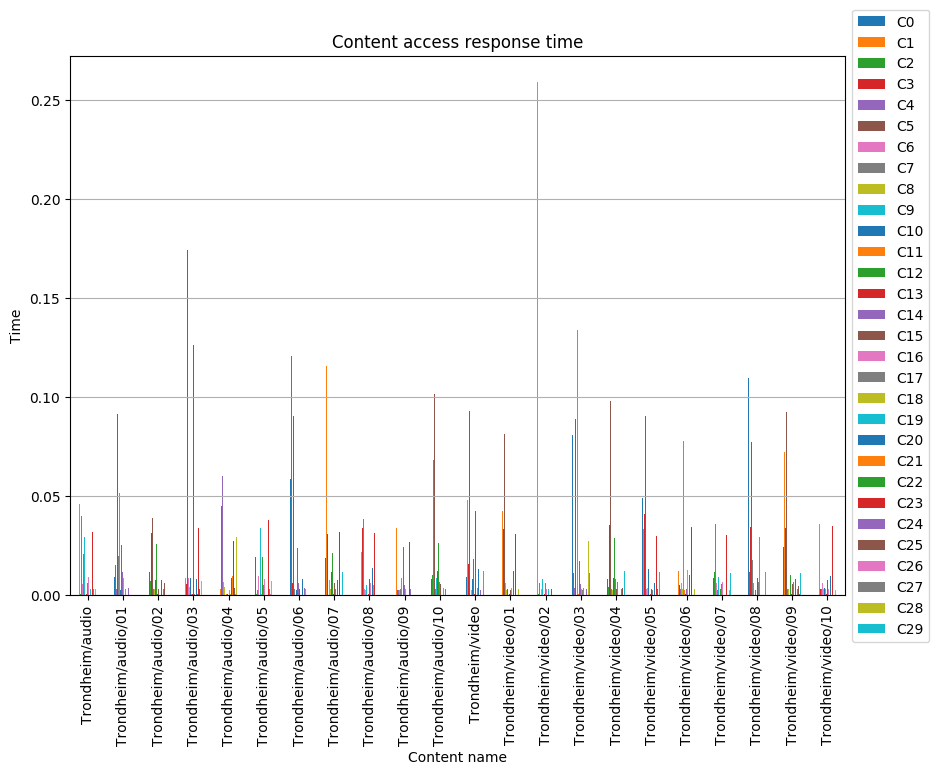 Content access response time
0.25
0.20
0.15
0.10
0.05
0.00
Time
Trondheim/audio
Trondheim/audio/01
Trondheim/audio/02
Trondheim/audio/03
Trondheim/audio/04
Trondheim/audio/05
Trondheim/audio/06
Trondheim/audio/07
Trondheim/audio/08
Trondheim/audio/09
Trondheim/audio/10
Trondheim/video
Trondheim/video/01
Trondheim/video/02
Trondheim/video/03
Trondheim/video/04
Trondheim/video/05
Trondheim/video/06
Trondheim/video/07
Trondheim/video/08
Trondheim/video/09
Trondheim/video/10
Content name
C0
C1
C2
C3
C4
C5
C6
C7
C8
C9
C10
C11
C12
C13
C14
C15
C16
C17
C18
C19
C20
C21
C22
C23
C24
C25
C26
C27
C28
C29